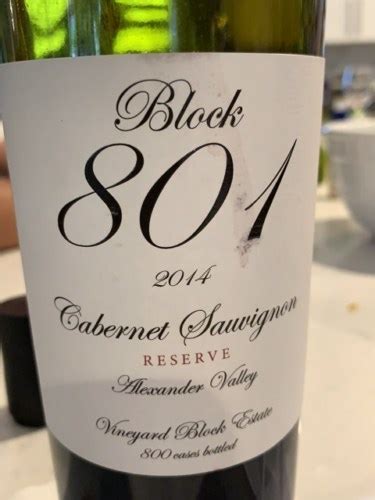 Block
801
2014
Cabernet Sauvignon
RESERVE
Alexander Valley
Vineyard Block Estate
800 cases bottled